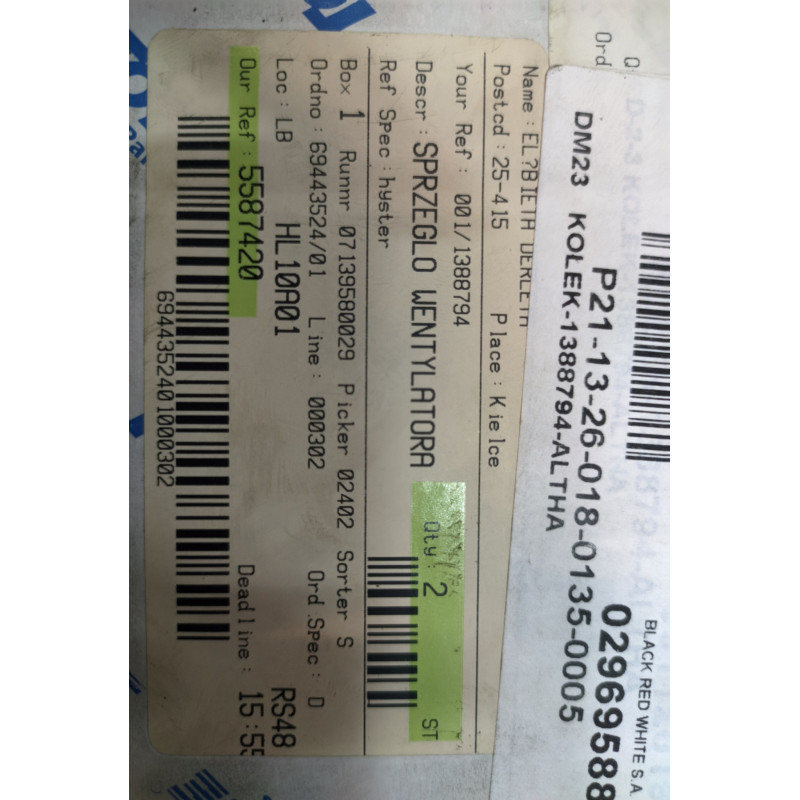 BLACK RED WHITE S.A.
02969588
P21-13-26-018-0135-0005
DM23 KOŁEK-1388794-ALTHA
Name : EL?BIETA DERLETA
Postcd : 25-415 Place : Kielce
Your Ref : 001/1388794
Qty : 2 ST
Descr : SPRZEGLO WENTYLATORA
Ref Spec : hyster
Box 1 Runnr 07139580029 Picker 02402 Sorter S
Ordno : 69443524/01 Line : 000302 Ord.Spec : D
Loc : LB HL10A01 RS48
Our Ref : 5587420 Deadline : 15:55
6944352401000302